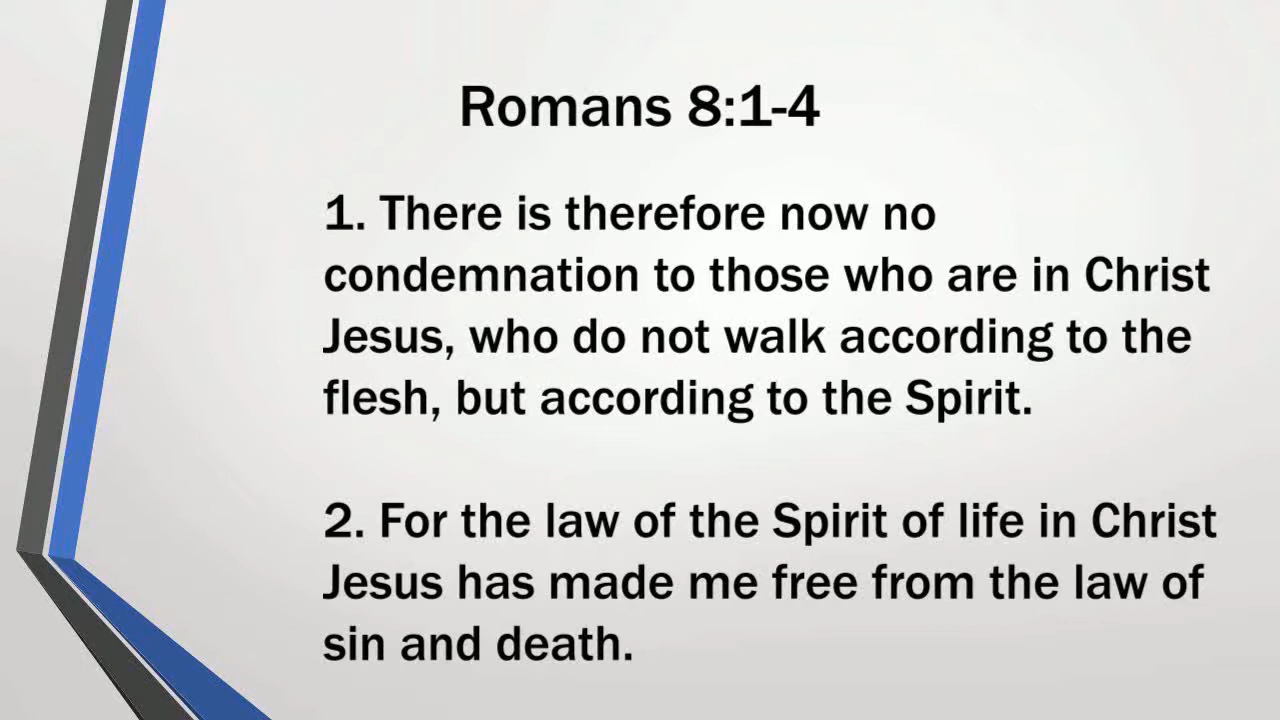 Romans 8:1-4
1. There is therefore now no
condemnation to those who are in Christ
Jesus, who do not walk according to the
flesh, but according to the Spirit.
2. For the law of the Spirit of life in Christ
Jesus has made me free from the law of
sin and death.